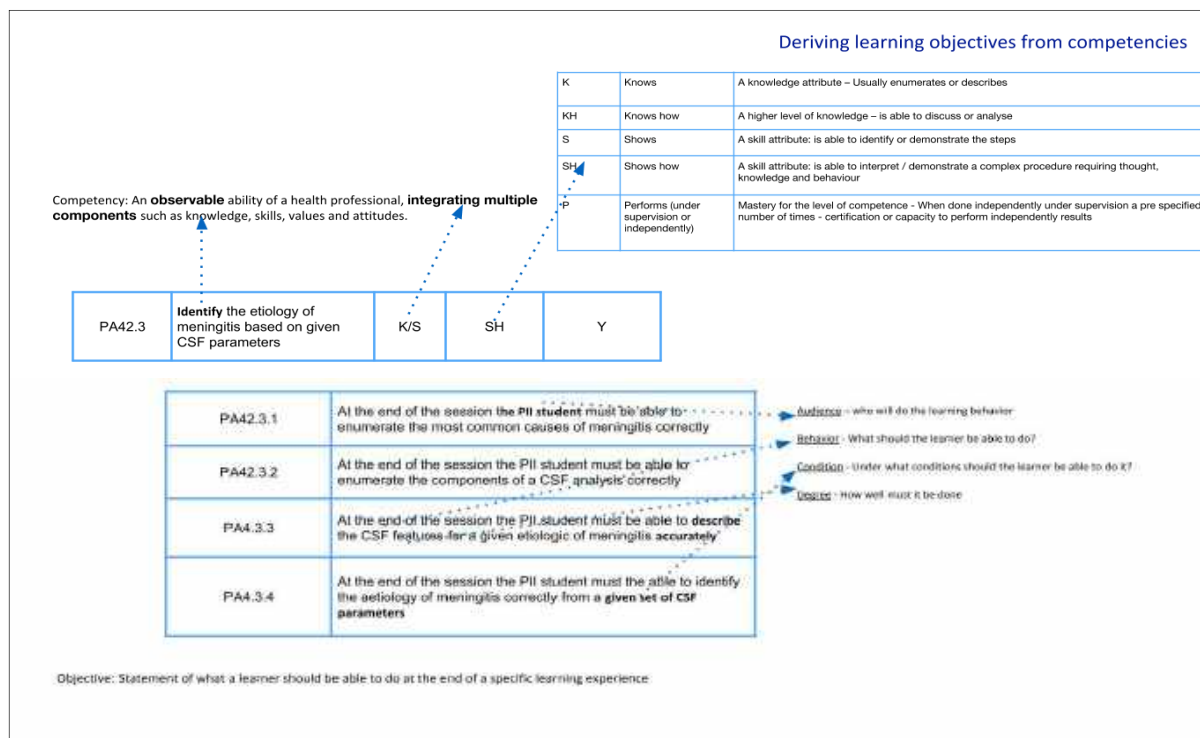 Deriving learning objectives from competencies
K Knows A knowledge attribute – Usually enumerates or describes
KH Knows how A higher level of knowledge – is able to discuss or analyse
S Shows A skill attribute: is able to identify or demonstrate the steps
SH Shows how A skill attribute: is able to interpret / demonstrate a complex procedure requiring thought,
knowledge and behaviour
P Performs (under
supervision or
independently)
Mastery for the level of competence - When done independently under supervision a pre specified
number of times - certification or capacity to perform independently results
Competency: An observable ability of a health professional, integrating multiple
components such as knowledge, skills, values and attitudes.
PA42.3
Identify the etiology of
meningitis based on given
CSF parameters
K/S
SH
Y
PA42.3.1
At the end of the session the PII student must be able to
enumerate the most common causes of meningitis correctly
PA42.3.2
At the end of the session the PII student must be able to
enumerate the components of a CSF analysis correctly
PA4.3.3
At the end of the session the PII student must be able to describe
the CSF features for a given etiologic of meningitis accurately
PA4.3.4
At the end of the session the PII student must the able to identify
the aetiology of meningitis correctly from a given set of CSF
parameters
Audience - who will do the learning behavior
Behavior - What should the learner be able to do?
Condition - Under what conditions should the learner be able to do it?
Degree - How well must it be done
Objective: Statement of what a learner should be able to do at the end of a specific learning experience